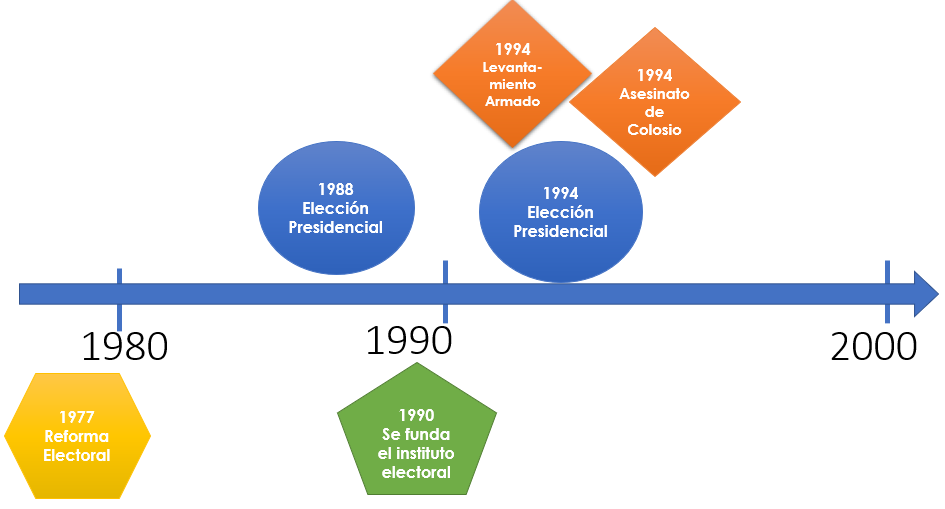 1994
Levanta-
miento
Armado
1994
Asesinato
de
Colosio
1988
Elección
Presidencial
1994
Elección
Presidencial
1980
1990
2000
1977
Reforma
Electoral
1990
Se funda
el instituto
electoral